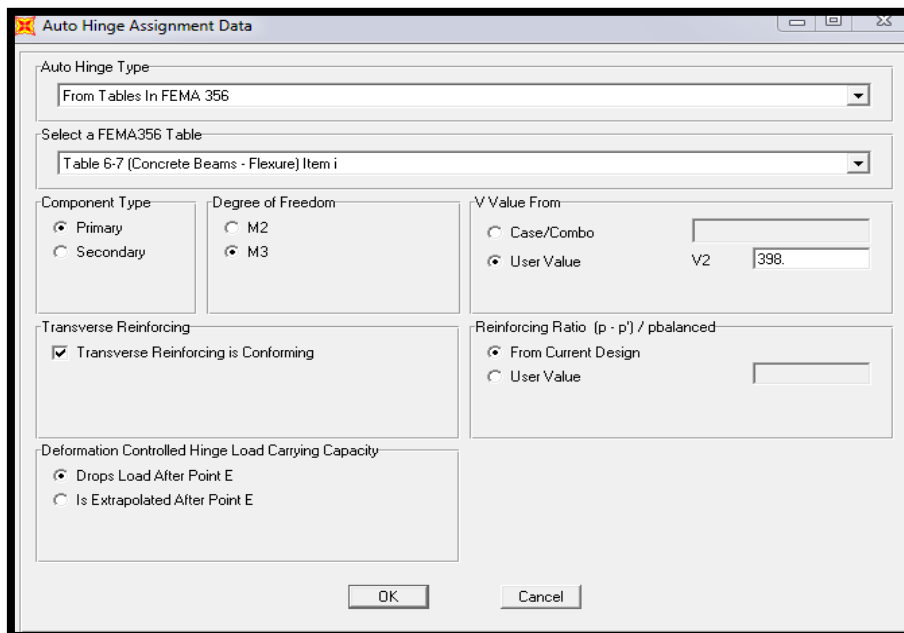 Auto Hinge Assignment Data
Auto Hinge Type
From Tables In FEMA 356
Select a FEMA356 Table
Table 6-7 (Concrete Beams - Flexure) Item i
Component Type
Primary
Secondary
Degree of Freedom
M2
M3
V Value From
Case/Combo
User Value V2 398.
Transverse Reinforcing
Transverse Reinforcing is Conforming
Reinforcing Ratio (p - p') / pbalanced
From Current Design
User Value
Deformation Controlled Hinge Load Carrying Capacity
Drops Load After Point E
Is Extrapolated After Point E
OK Cancel